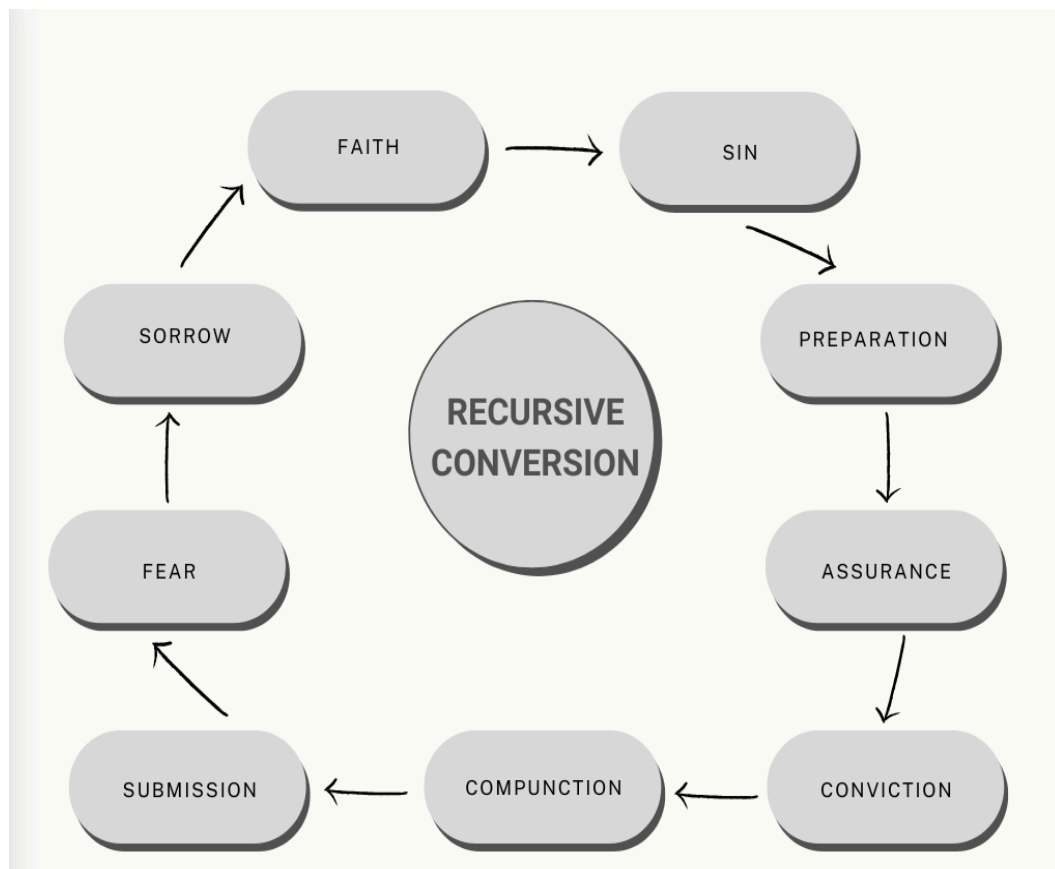 FAITH
SIN
SORROW
PREPARATION
RECURSIVE
CONVERSION
FEAR
ASSURANCE
SUBMISSION
COMPUNCTION
CONVICTION